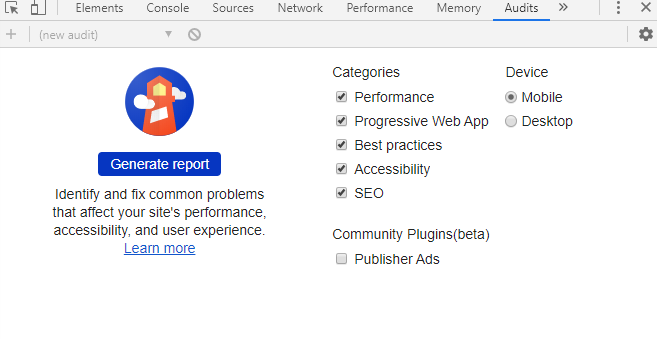 Elements Console Sources Network Performance Memory Audits
(new audit)
Categories Device
Performance Mobile
Progressive Web App Desktop
Best practices
Accessibility
SEO
Community Plugins(beta)
Publisher Ads
Generate report
Identify and fix common problems
that affect your site's performance,
accessibility, and user experience.
Learn more